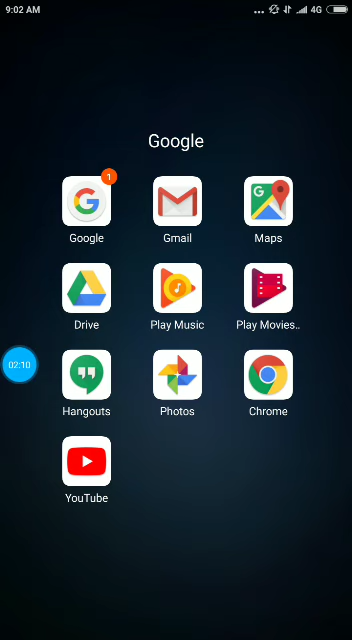 9:02 AM
... 4G
Google
1
Google
Gmail
Maps
Drive
Play Music
Play Movies..
02:10
Hangouts
Photos
Chrome
YouTube